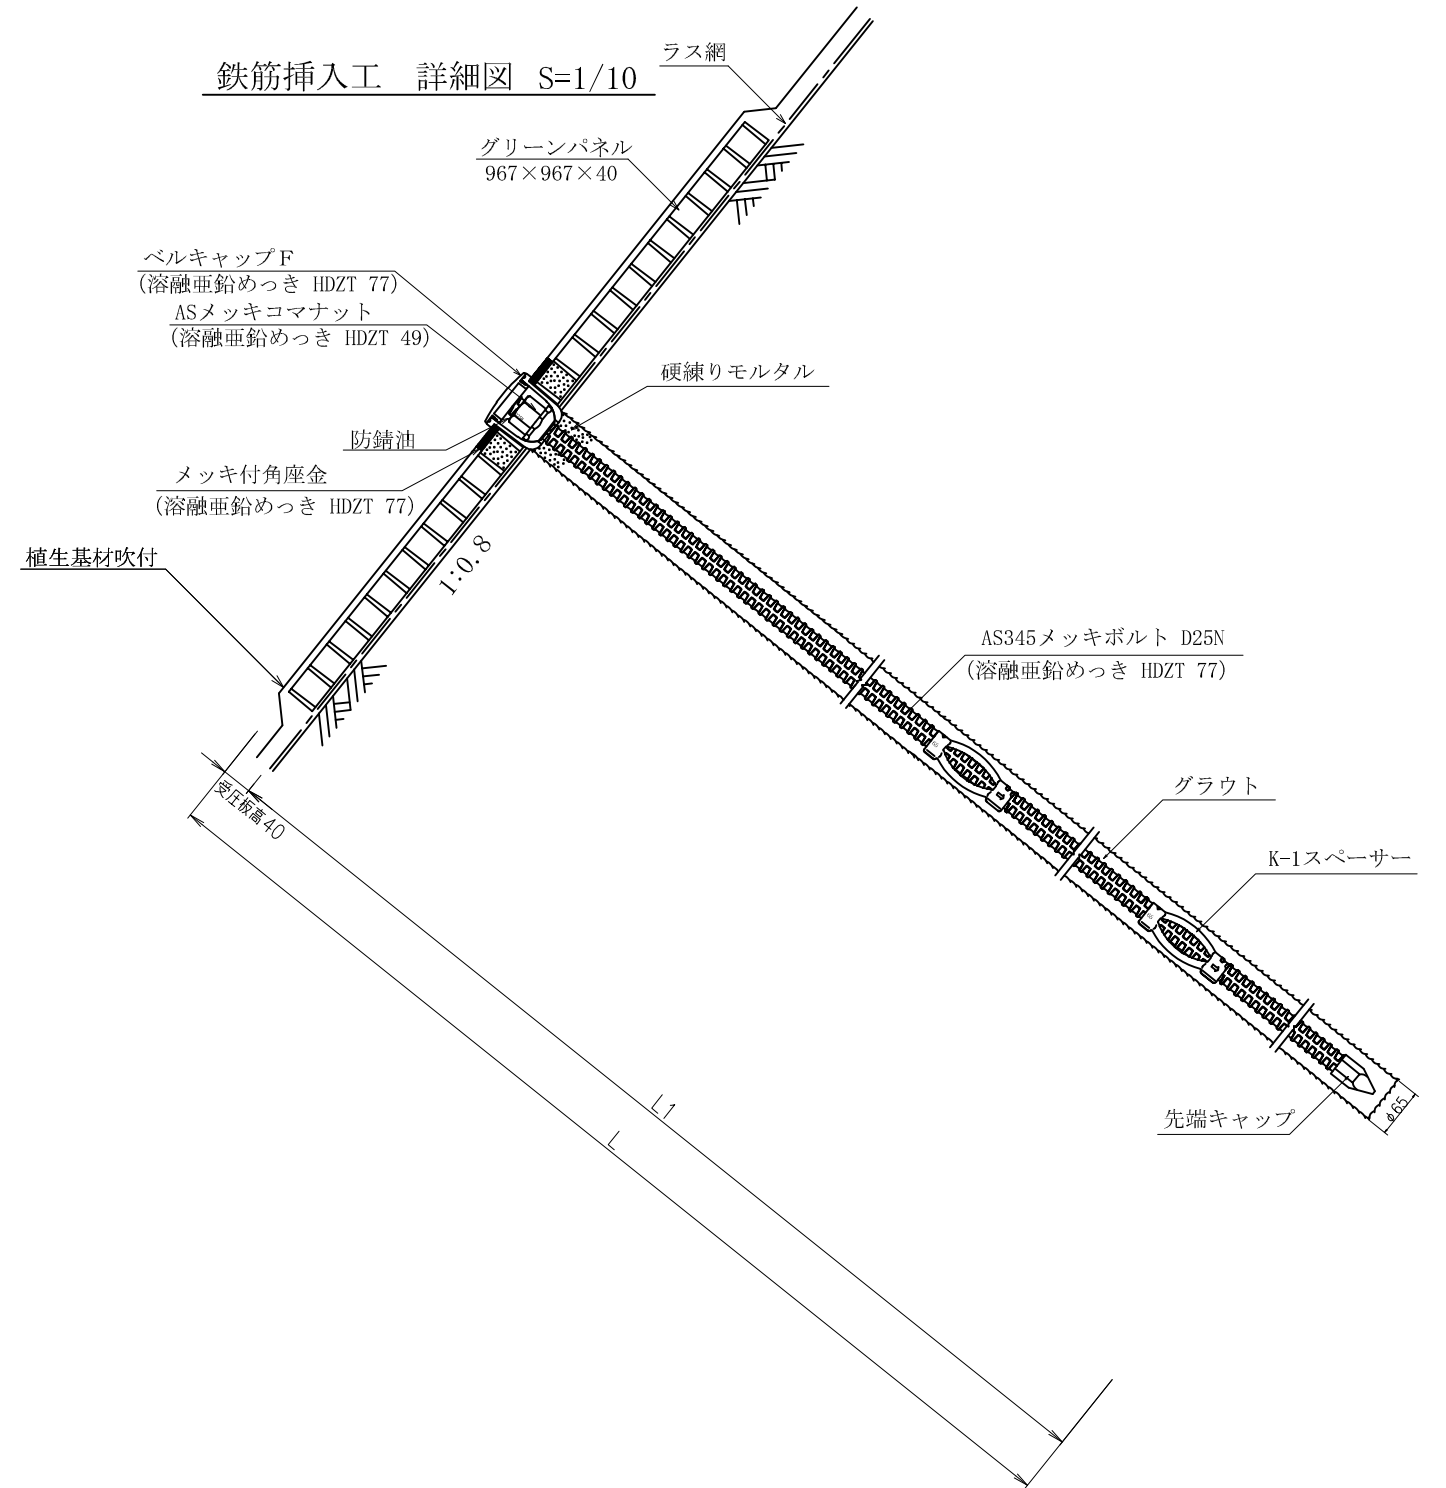 鉄筋挿入工　詳細図　S=1/10
ラス網
グリーンパネル
967×967×40
ベルキャップF
(溶融亜鉛めっき HDZT 77)
ASメッキコマナット
(溶融亜鉛めっき HDZT 49)
硬練りモルタル
防錆油
メッキ付角座金
(溶融亜鉛めっき HDZT 77)
植生基材吹付
1:0.8
AS345メッキボルト D25N
(溶融亜鉛めっき HDZT 77)
グラウト
K-1スペーサー
受圧板高40
先端キャップ
φ65
L1
L